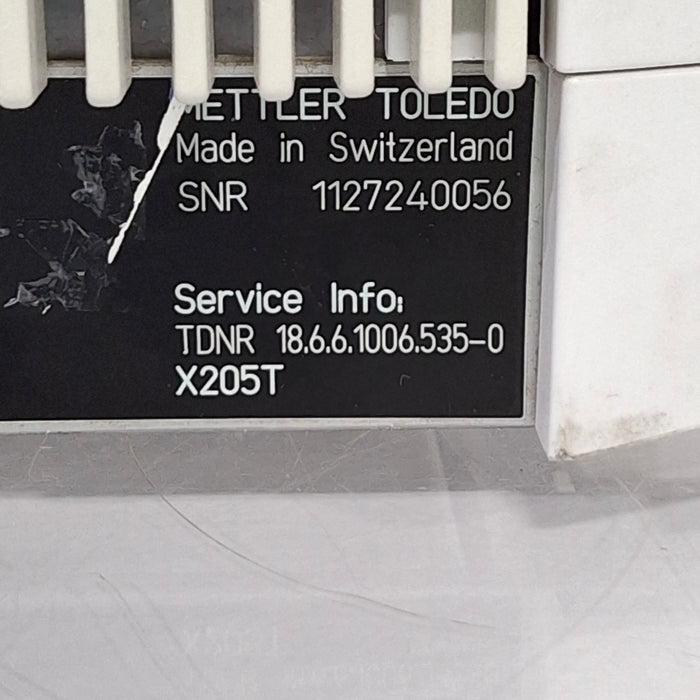 METTLER TOLEDO
Made in Switzerland
SNR 1127240056
Service Info:
TDNR 18.6.6.1006.535-0
X205T